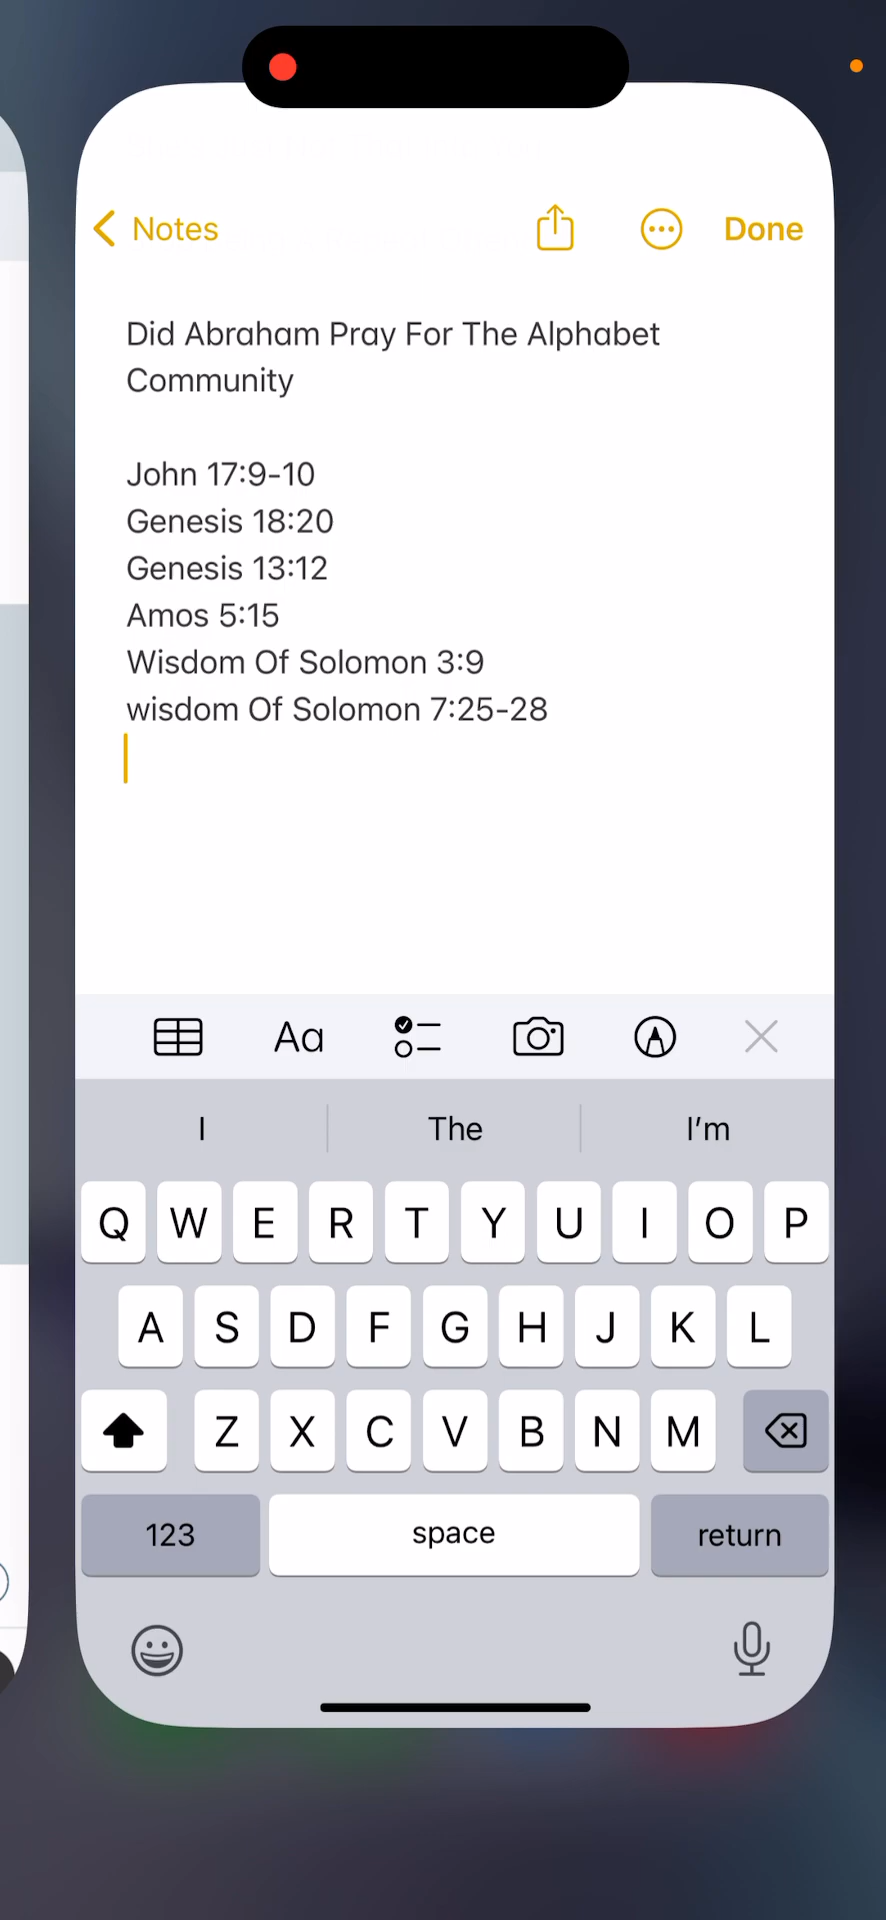 Notes
Done
Did Abraham Pray For The Alphabet
Community
John 17:9-10
Genesis 18:20
Genesis 13:12
Amos 5:15
Wisdom Of Solomon 3:9
wisdom Of Solomon 7:25-28
Aa
I The I'm
Q W E R T Y U I O P
A S D F G H J K L
Z X C V B N M
123 space return